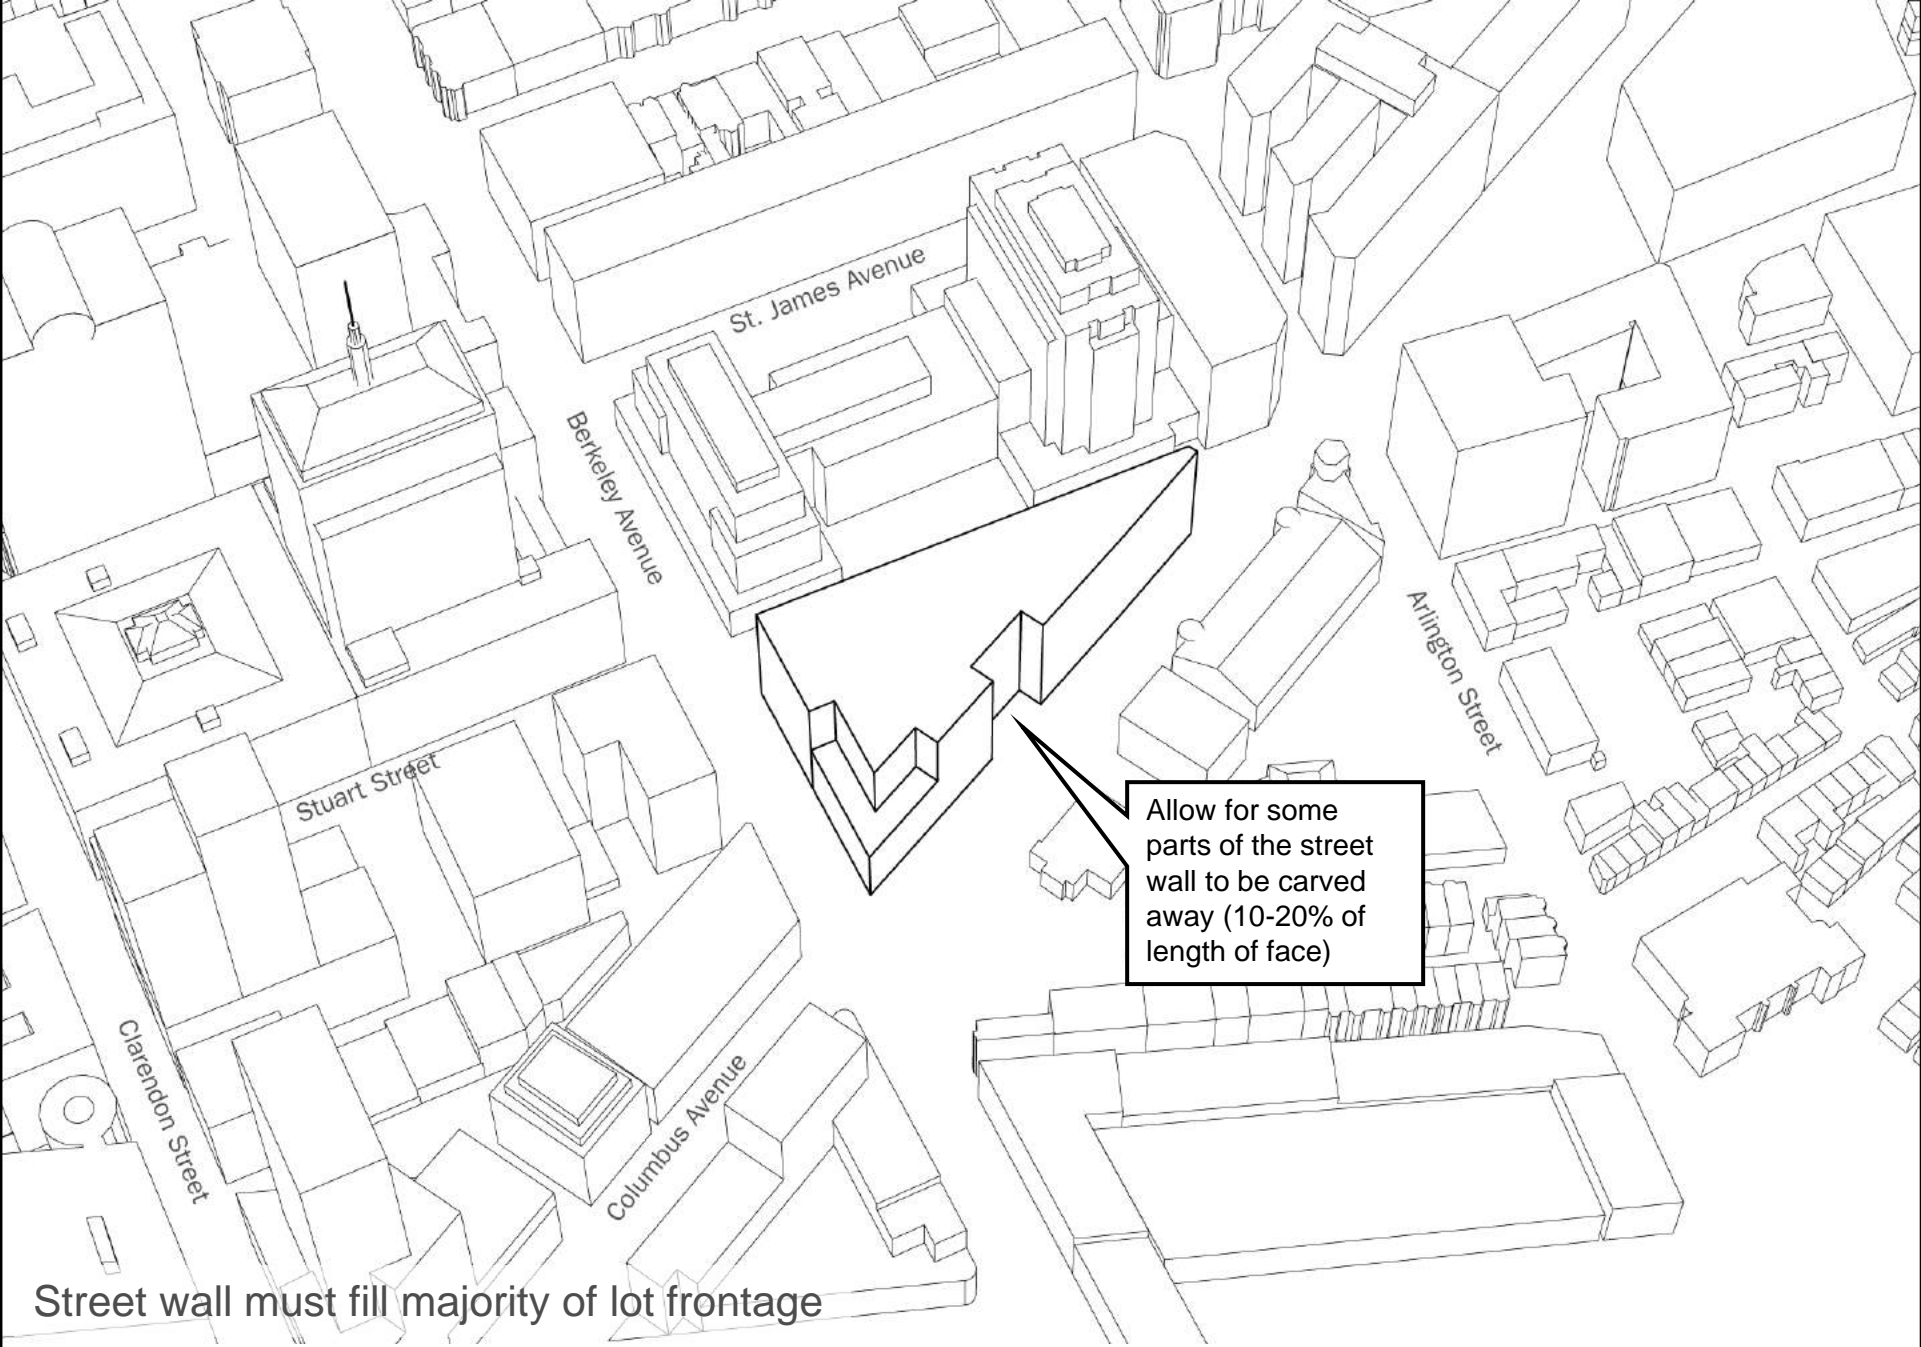 St. James Avenue
Berkeley Avenue
Arlington Street
Stuart Street
Allow for some
parts of the street
wall to be carved
away (10-20% of
length of face)
Clarendon Street
Columbus Avenue
Street wall must fill majority of lot frontage